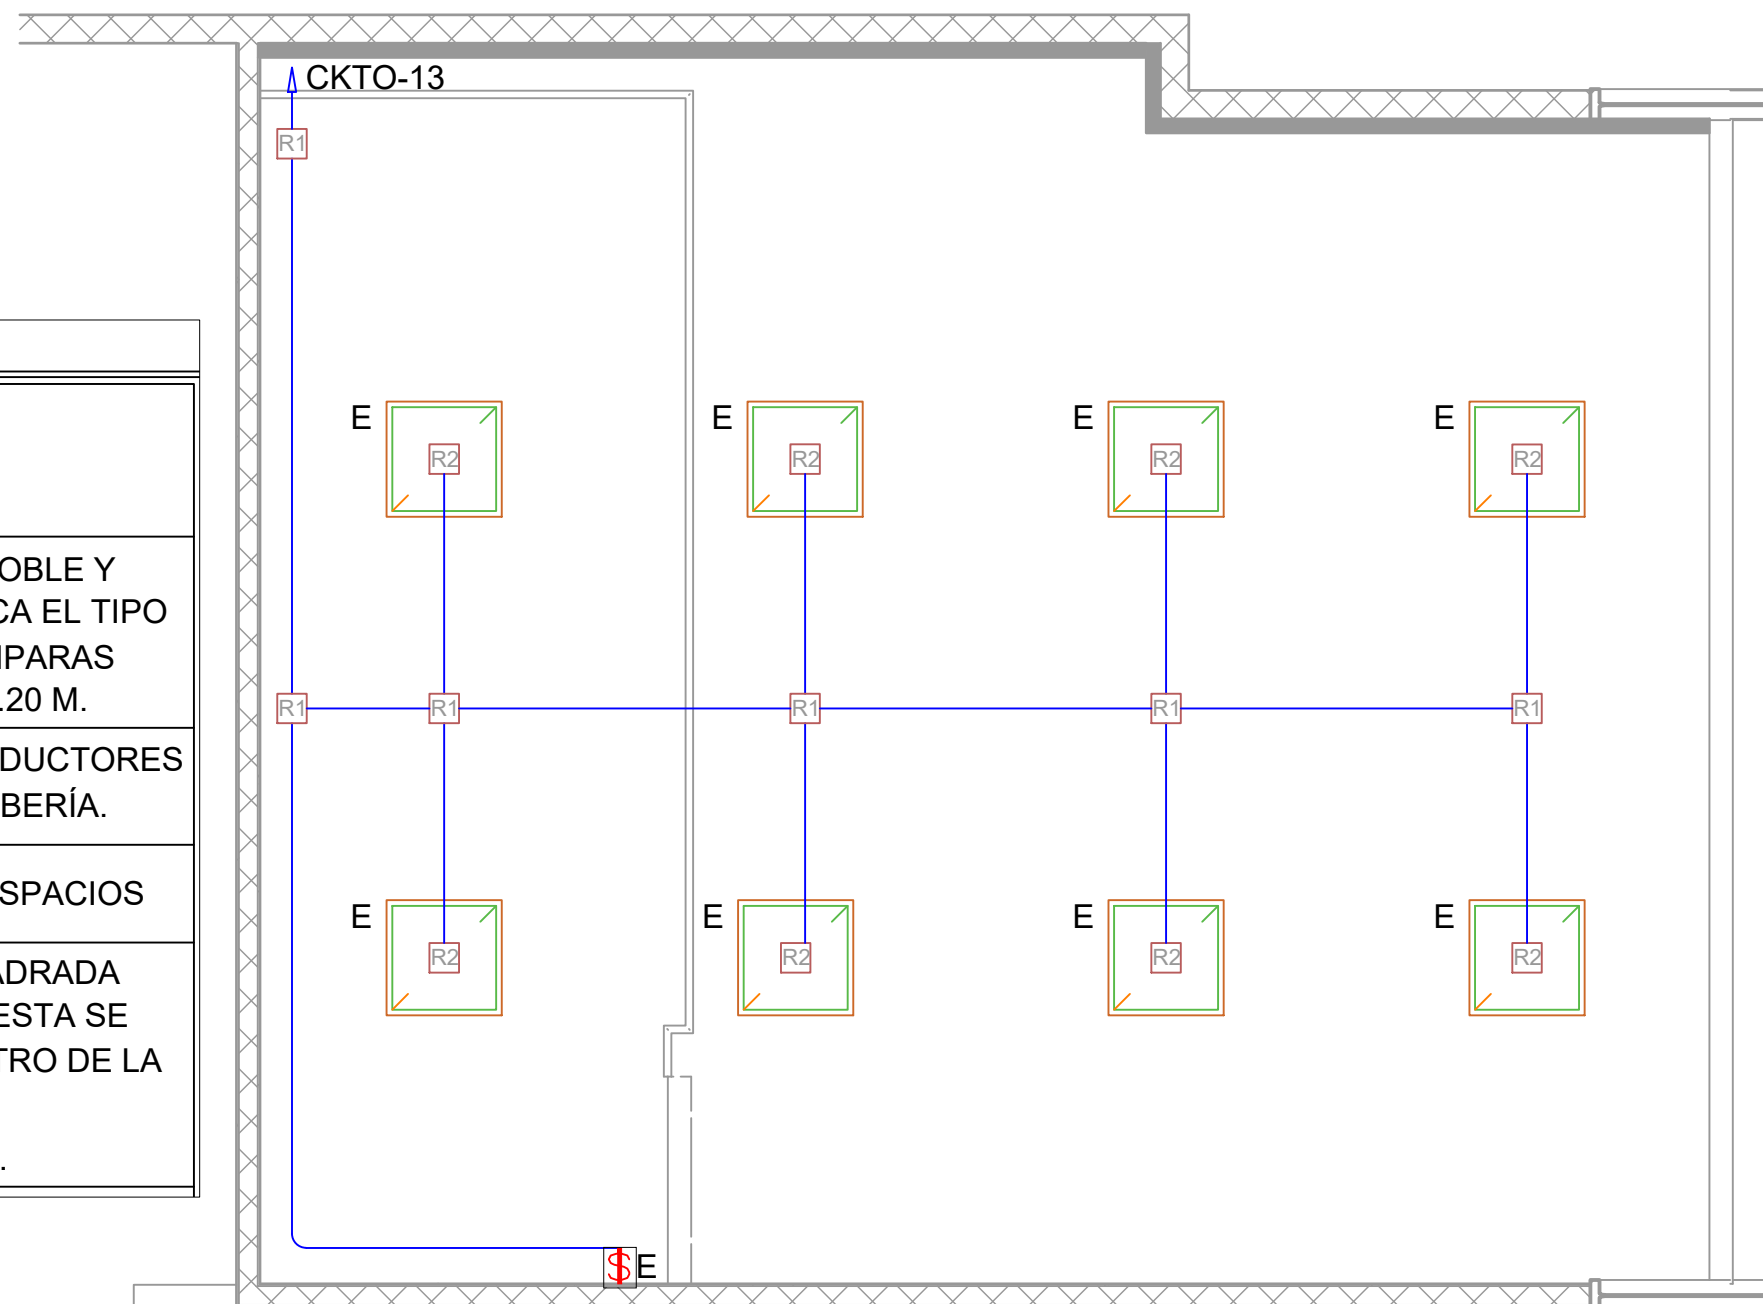 CKTO-13
R1
E
E
E
E
R2
R2
R2
R2
OBLE Y
CA EL TIPO
MPARAS
.20 M.
DUCTORES
BERÍA.
SPACIOS
ADRADA
ESTA SE
TRO DE LA
.
R1
R1
R1
R1
R1
E
E
E
E
R2
R2
R2
R2
$ E